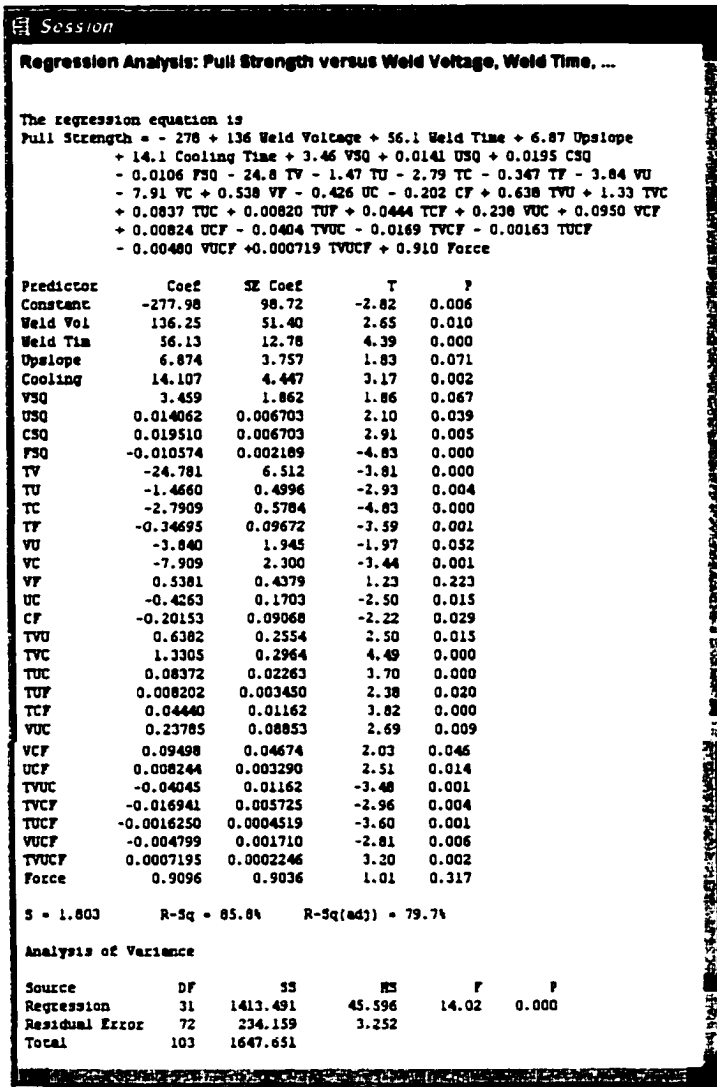 Session
Regression Analysis: Pull Strength versus Weld Voltage, Weld Time, ...
The regression equation is
Pull Strength = - 278 + 136 Weld Voltage + 56.1 Weld Time + 6.87 Upslope
+ 14.1 Cooling Time + 3.46 VSQ + 0.0141 USQ + 0.0195 CSQ
- 0.0106 FSQ - 24.8 TV - 1.47 TU - 2.79 TC - 0.347 TF - 3.84 VU
- 7.91 VC + 0.538 VF - 0.426 UC - 0.202 CF + 0.638 TVU + 1.33 TVC
+ 0.0837 TUC + 0.00820 TUF + 0.0444 TCF + 0.238 VUC + 0.0950 VCF
+ 0.00824 UCF - 0.0404 TVUC - 0.0169 TVCF - 0.00163 TUCF
- 0.00480 VUCF +0.000719 TVUCF + 0.910 Force
Predictor Coef SE Coef T P
Constant -277.98 98.72 -2.82 0.006
Weld Vol 136.25 51.40 2.65 0.010
Weld Tim 56.13 12.78 4.39 0.000
Upslope 6.874 3.757 1.83 0.071
Cooling 14.107 4.447 3.17 0.002
VSQ 3.459 1.862 1.86 0.067
USQ 0.014062 0.006703 2.10 0.039
CSQ 0.019510 0.006703 2.91 0.005
FSQ -0.010574 0.002189 -4.83 0.000
TV -24.781 6.512 -3.81 0.000
TU -1.4660 0.4996 -2.93 0.004
TC -2.7909 0.5784 -4.83 0.000
TF -0.34695 0.09672 -3.59 0.001
VU -3.840 1.945 -1.97 0.052
VC -7.909 2.300 -3.44 0.001
VF 0.5381 0.4379 1.23 0.223
UC -0.4263 0.1703 -2.50 0.015
CF -0.20153 0.09068 -2.22 0.029
TVU 0.6382 0.2554 2.50 0.015
TVC 1.3305 0.2964 4.49 0.000
TUC 0.08372 0.02263 3.70 0.000
TUF 0.008202 0.003450 2.38 0.020
TCF 0.04440 0.01162 3.82 0.000
VUC 0.23785 0.08853 2.69 0.009
VCF 0.09498 0.04674 2.03 0.046
UCF 0.008244 0.003290 2.51 0.014
TVUC -0.04045 0.01162 -3.48 0.001
TVCF -0.016941 0.005725 -2.96 0.004
TUCF -0.0016250 0.0004519 -3.60 0.001
VUCF -0.004799 0.001710 -2.81 0.006
TVUCF 0.0007195 0.0002246 3.20 0.002
Force 0.9096 0.9036 1.01 0.317
S = 1.803 R-Sq = 85.8% R-Sq(adj) = 79.7%
Analysis of Variance
Source DF SS MS F P
Regression 31 1413.491 45.596 14.02 0.000
Residual Error 72 234.159 3.252
Total 103 1647.651